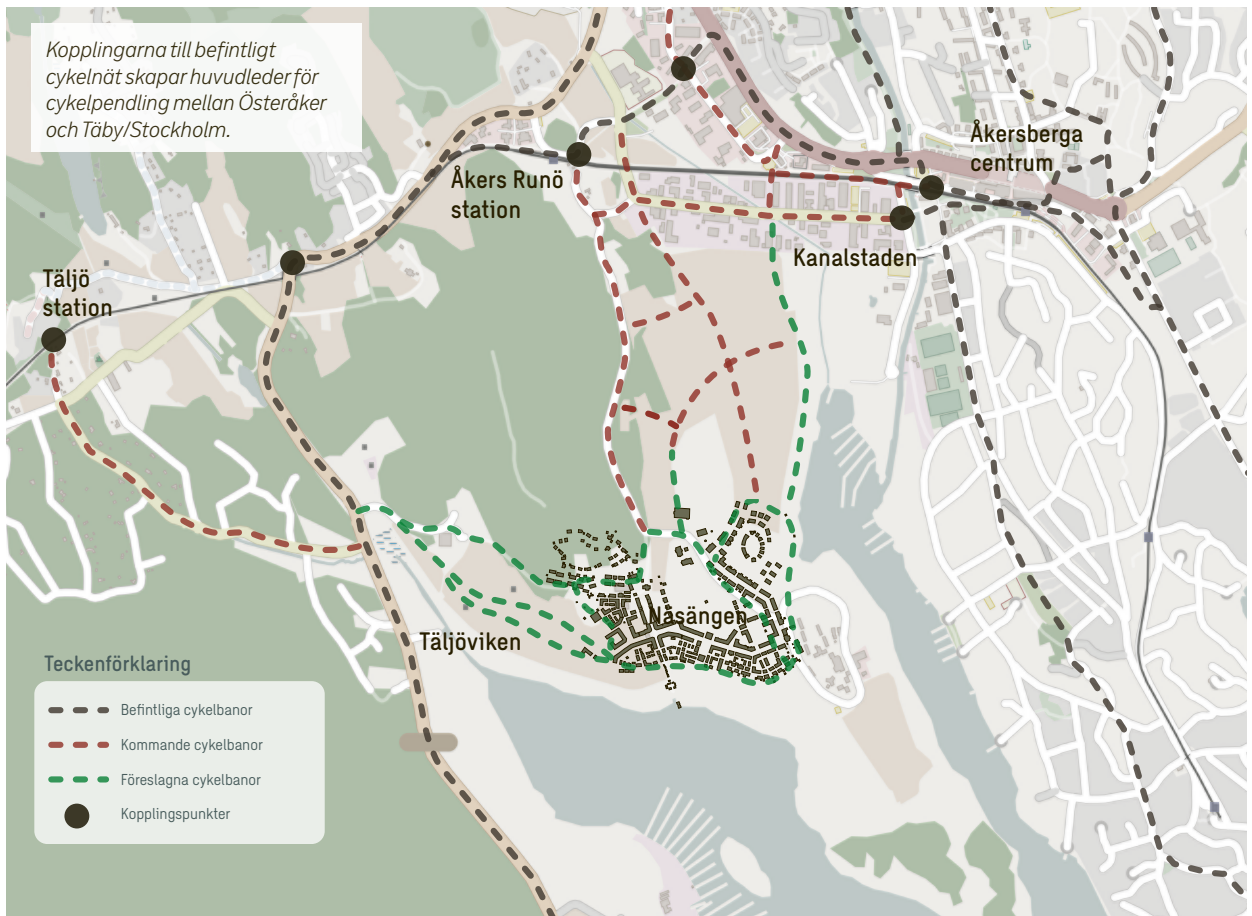 Kopplingarna till befintligt
cykelnät skapar huvudleder för
cykelpendling mellan Österåker
och Täby/Stockholm.
Åkersberga
centrum
Åkers Runö
station
Kanalstaden
Täljö
station
Näsängen
Täljöviken
Teckenförklaring
Befintliga cykelbanor
Kommande cykelbanor
Föreslagna cykelbanor
Kopplingspunkter